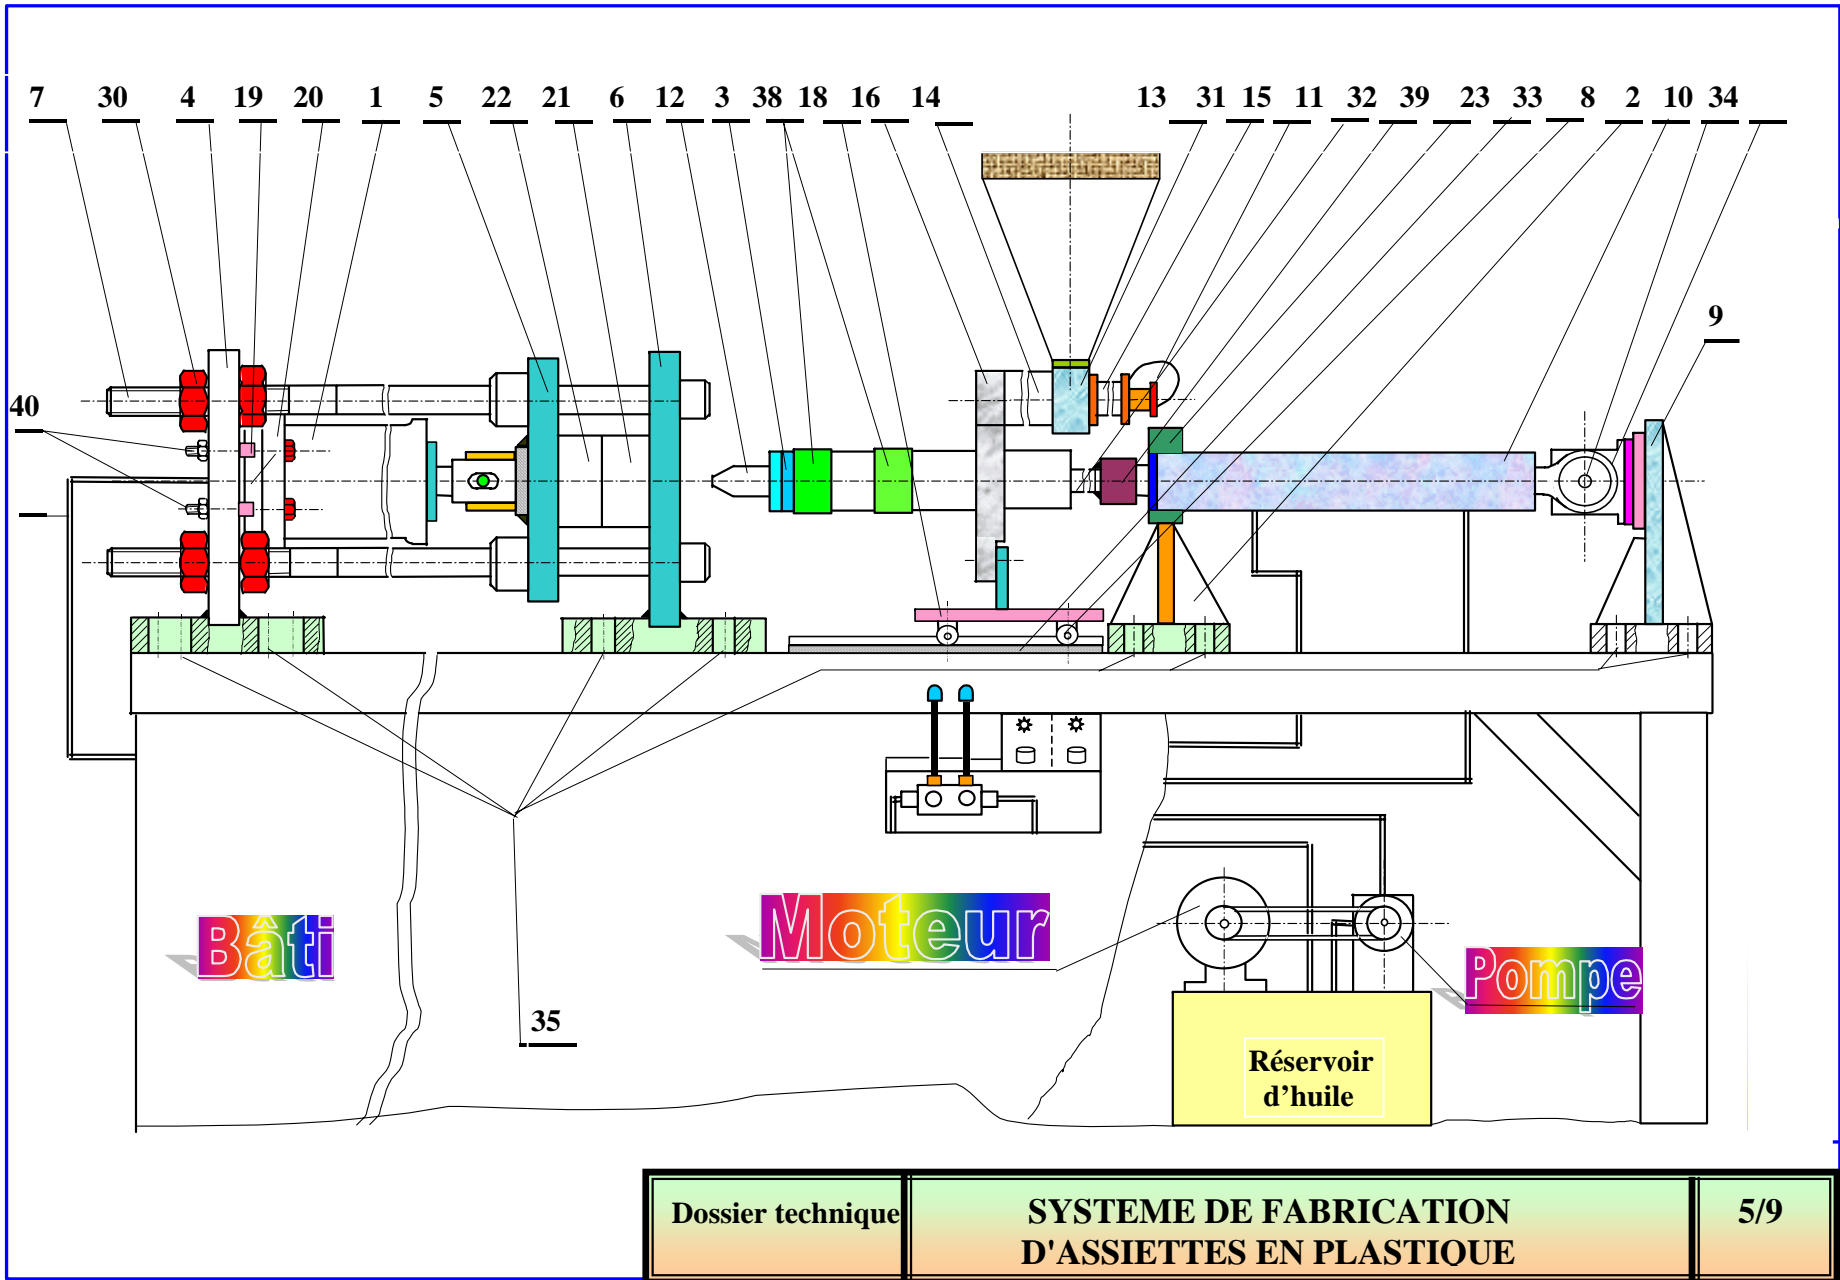 7 30 4 19 20 1 5 22 21 6 12 3 38 18 16 14 13 31 15 11 32 39 23 33 8 2 10 34
9
40
Bâti
Moteur
Pompe
35
Réservoir
d’huile
Dossier technique
SYSTEME DE FABRICATION
D'ASSIETTES EN PLASTIQUE
5/9